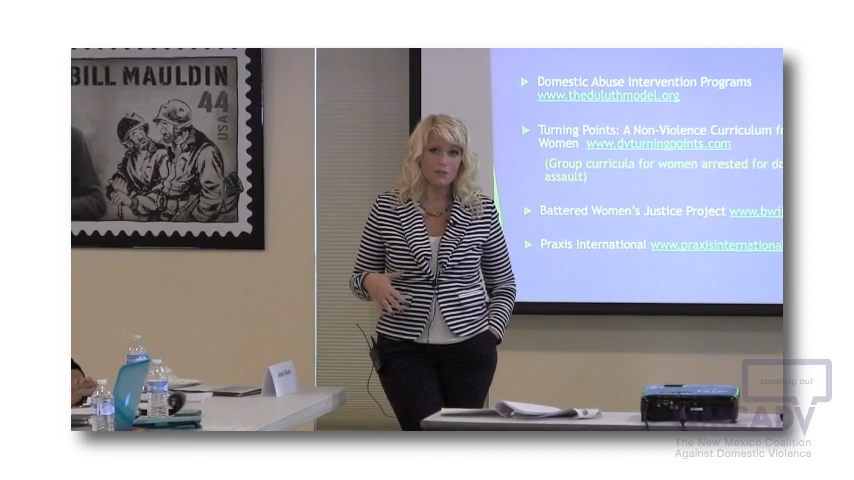 BILL MAULDIN
44
USA
Domestic Abuse Intervention Programs
www.theduluthmodel.org
Turning Points: A Non-Violence Curriculum f
Women www.dvturningpoints.com
(Group curricula for women arrested for do
assault)
Battered Women's Justice Project www.bwj
Praxis International www.praxisinternational
speaking out
The New Mexico Coalition
Against Domestic Violence